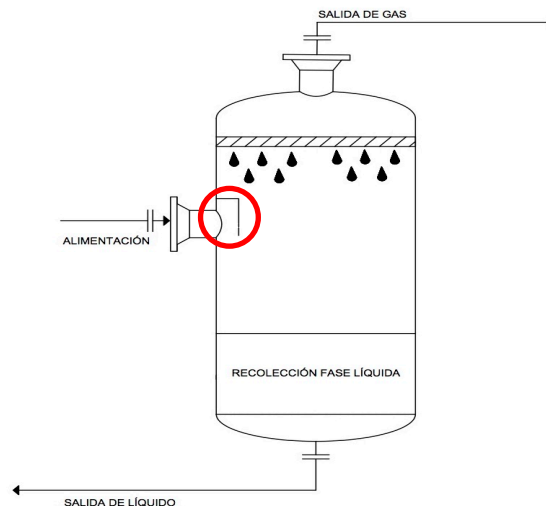 SALIDA DE GAS
ALIMENTACIÓN
RECOLECCIÓN FASE LÍQUIDA
SALIDA DE LÍQUIDO